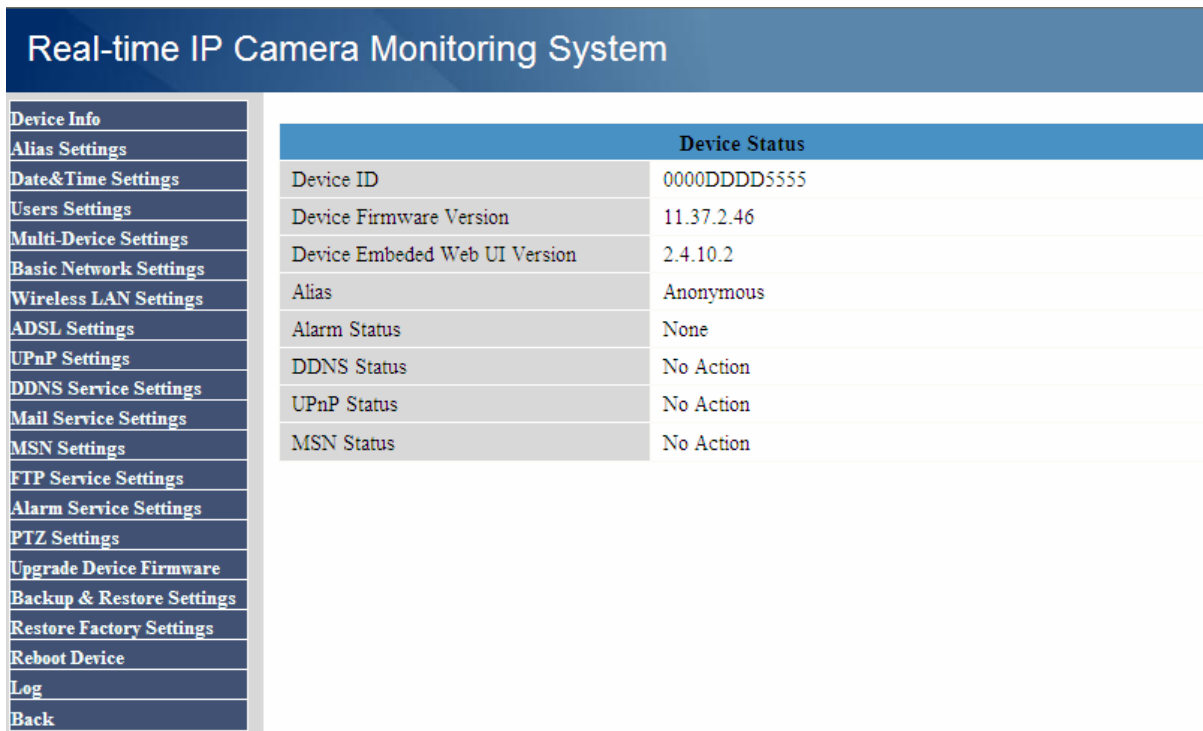 Real-time IP Camera Monitoring System
Device Info
Alias Settings
Date&Time Settings
Users Settings
Multi-Device Settings
Basic Network Settings
Wireless LAN Settings
ADSL Settings
UPnP Settings
DDNS Service Settings
Mail Service Settings
MSN Settings
FTP Service Settings
Alarm Service Settings
PTZ Settings
Upgrade Device Firmware
Backup & Restore Settings
Restore Factory Settings
Reboot Device
Log
Back
Device Status
Device ID 0000DDDD5555
Device Firmware Version 11.37.2.46
Device Embeded Web UI Version 2.4.10.2
Alias Anonymous
Alarm Status None
DDNS Status No Action
UPnP Status No Action
MSN Status No Action